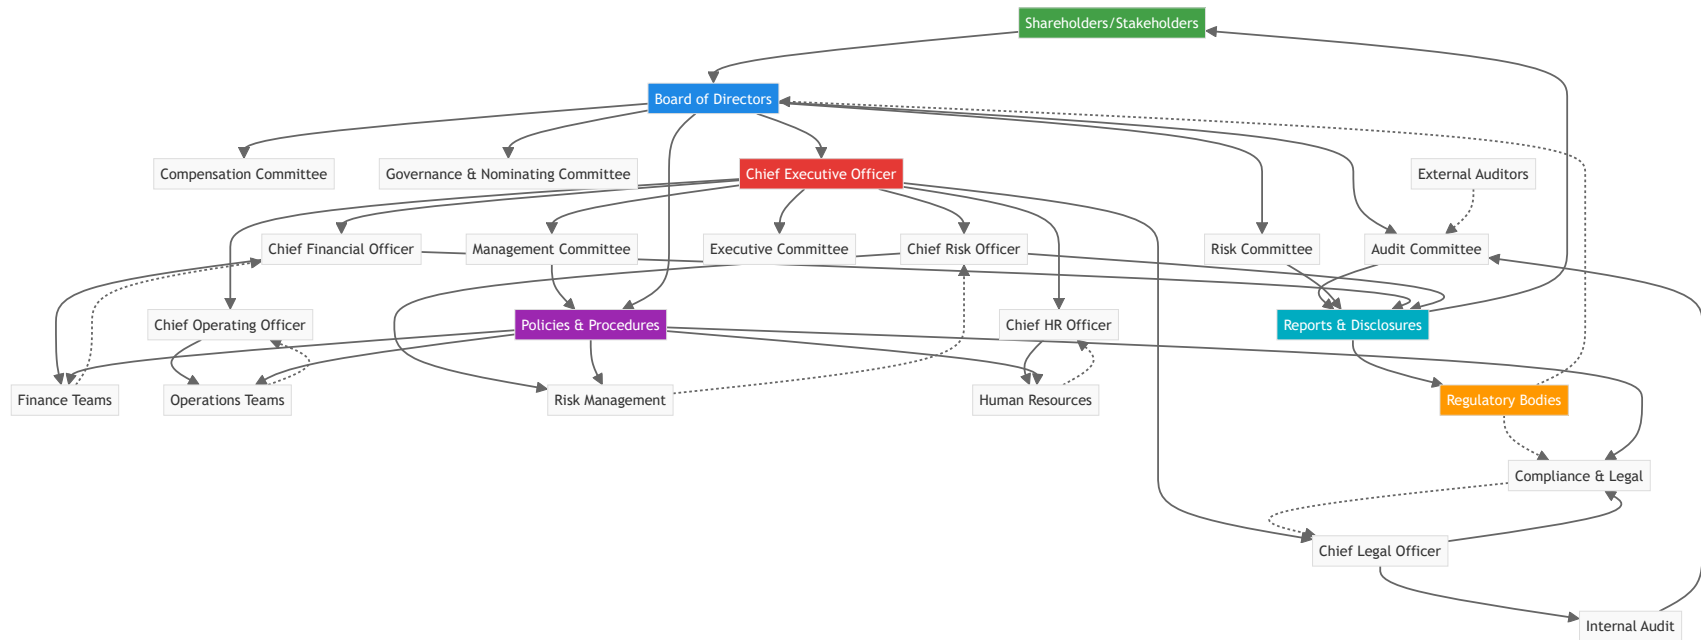 Shareholders/Stakeholders
Board of Directors
Compensation Committee
Governance & Nominating Committee
Chief Executive Officer
External Auditors
Chief Financial Officer
Management Committee
Executive Committee
Chief Risk Officer
Risk Committee
Audit Committee
Chief Operating Officer
Policies & Procedures
Chief HR Officer
Reports & Disclosures
Finance Teams
Operations Teams
Risk Management
Human Resources
Regulatory Bodies
Compliance & Legal
Chief Legal Officer
Internal Audit